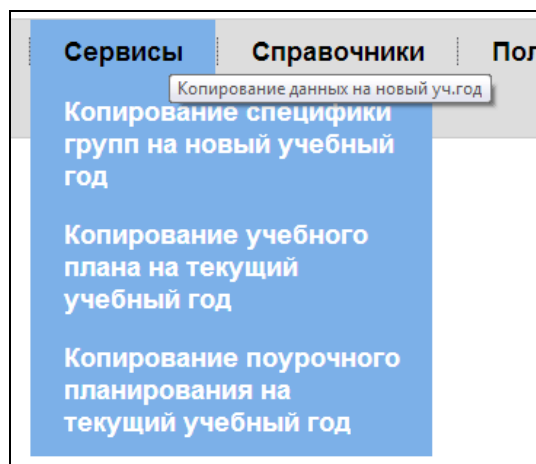 Сервисы Справочники Пол
Копирование данных на новый уч.год
Копирование специфики
групп на новый учебный
год
Копирование учебного
плана на текущий
учебный год
Копирование поурочного
планирования на
текущий учебный год